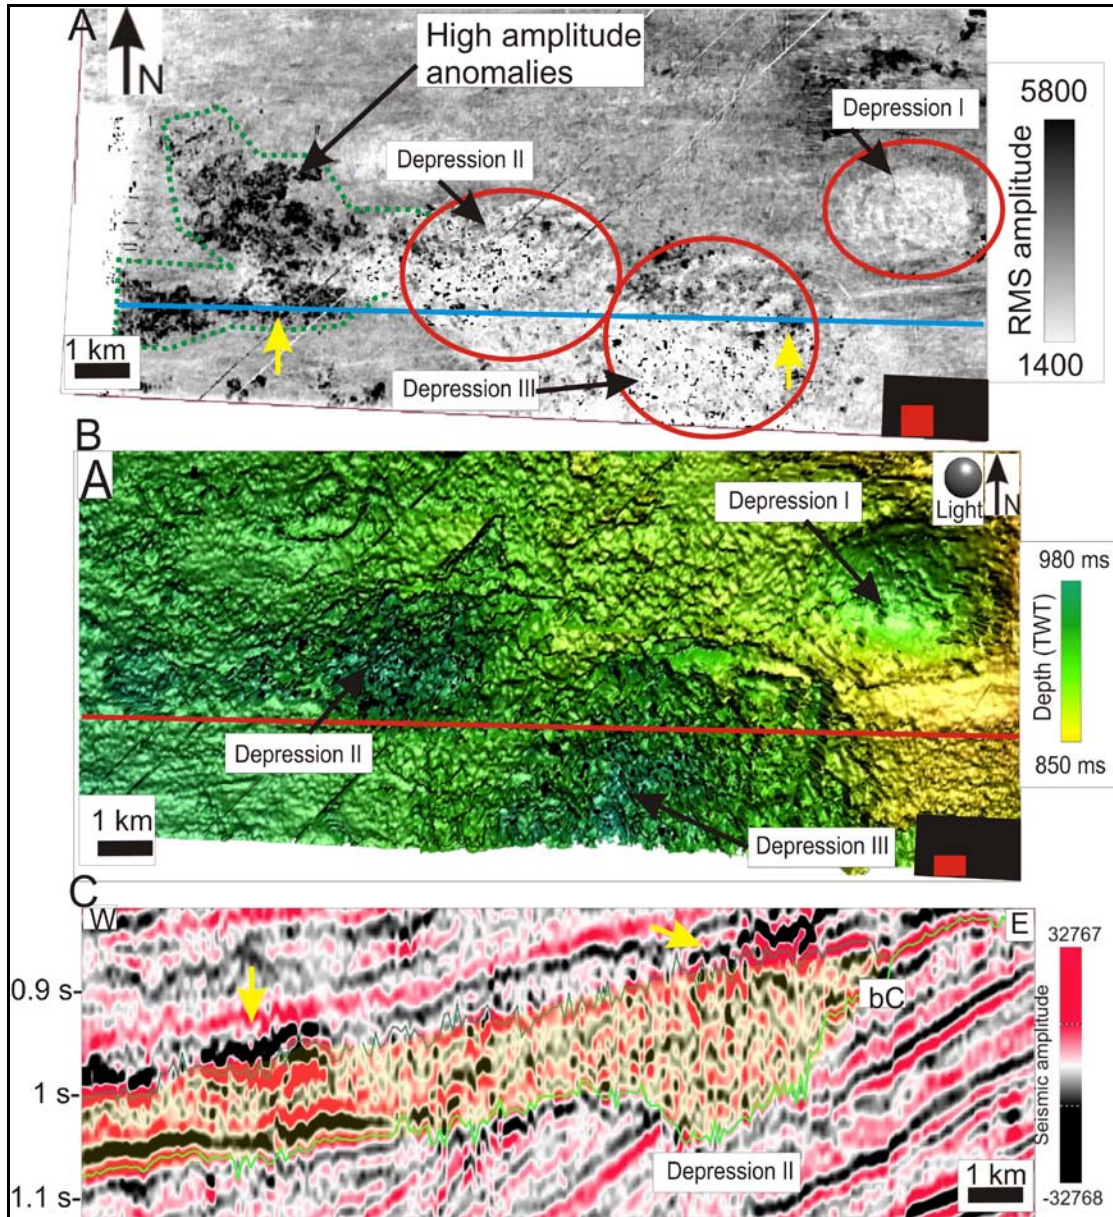 A
N
High amplitude
anomalies
Depression I
Depression II
Depression III
1 km
5800
RMS amplitude
1400
B
A
Light
N
Depression I
Depression II
Depression III
1 km
980 ms
Depth (TWT)
850 ms
C
W
E
0.9 s
1 s
1.1 s
bC
Depression II
1 km
32767
Seismic amplitude
-32768